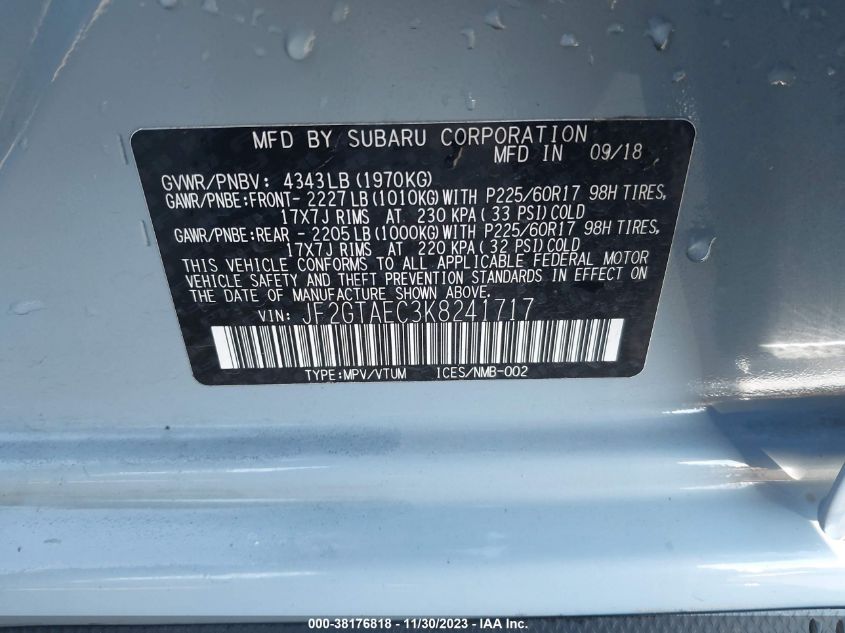 MFD BY SUBARU CORPORATION
MFD IN 09/18
GVWR/PNBV: 4343LB(1970KG)
GAWR/PNBE:FRONT- 2227LB(1010KG)WITH P225/60R17 98H TIRES,
17X7J RIMS AT 230 KPA( 33 PSI)COLD
GAWR/PNBE:REAR - 2205LB(1000KG)WITH P225/60R17 98H TIRES,
17X7J RIMS AT 220 KPA( 32 PSI)COLD
THIS VEHICLE CONFORMS TO ALL APPLICABLE FEDERAL MOTOR
VEHICLE SAFETY AND THEFT PREVENTION STANDARDS IN EFFECT ON
THE DATE OF MANUFACTURE SHOWN ABOVE.
VIN: JF2GTAEC3K8241717
TYPE:MPV/VTUM ICES/NMB-002
000-38176818 - 11/30/2023 - IAA Inc.